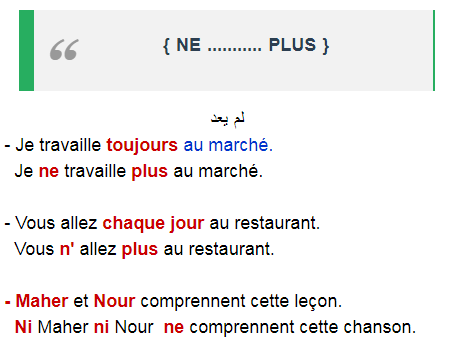 { NE ........... PLUS }
لم يعد
- Je travaille toujours au marché.
Je ne travaille plus au marché.
- Vous allez chaque jour au restaurant.
Vous n' allez plus au restaurant.
- Maher et Nour comprennent cette leçon.
Ni Maher ni Nour ne comprennent cette chanson.